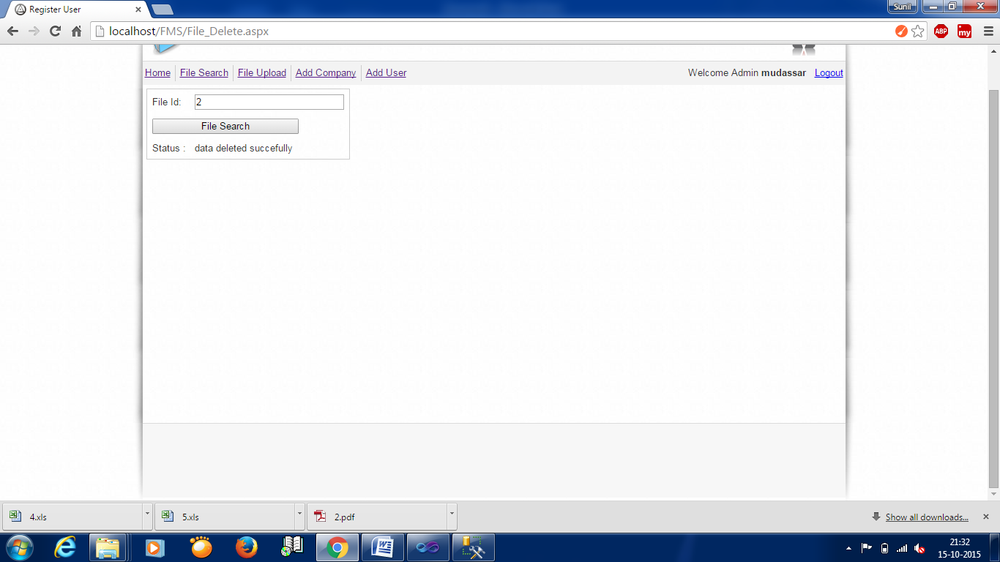 Register User
Sunil
localhost/FMS/File_Delete.aspx
ABP
my
Home File Search File Upload Add Company Add User Welcome Admin mudassar Logout
File Id: 2
File Search
Status : data deleted succefully
4.xls 5.xls 2.pdf Show all downloads...
21:32
15-10-2015